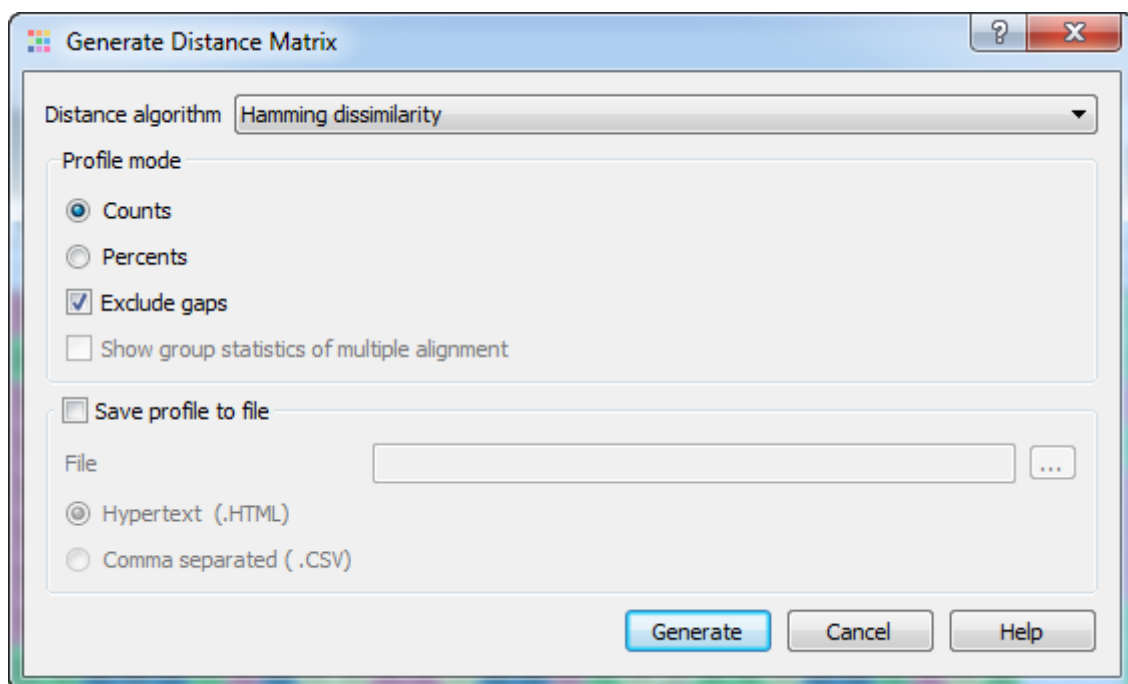 Generate Distance Matrix
?
Distance algorithm Hamming dissimilarity
Profile mode
Counts
Percents
Exclude gaps
Show group statistics of multiple alignment
Save profile to file
File ...
Hypertext (.HTML)
Comma separated ( .CSV)
Generate Cancel Help